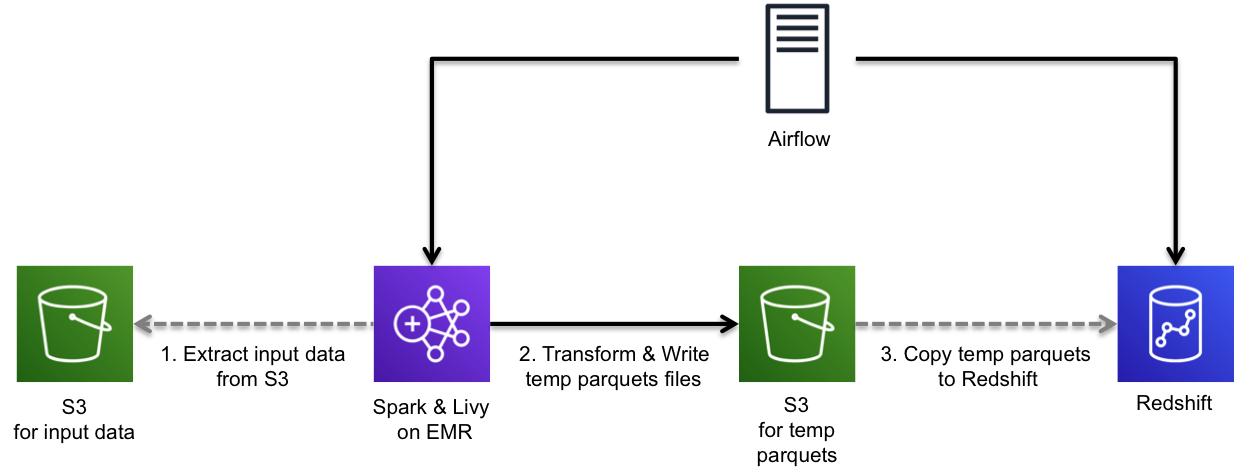 Airflow
1. Extract input data
from S3
2. Transform & Write
temp parquets files
3. Copy temp parquets
to Redshift
S3
for input data
Spark & Livy
on EMR
S3
for temp
parquets
Redshift